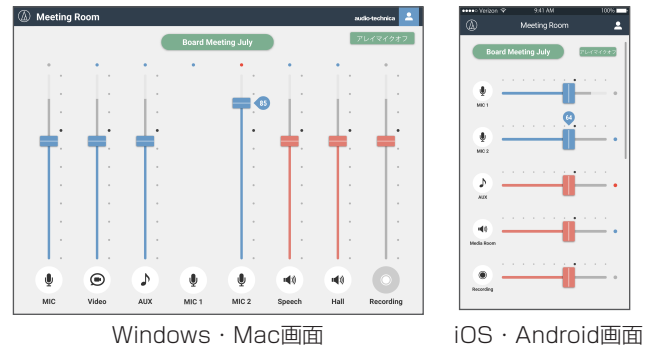 Meeting Room
audio-technica
Board Meeting July
アレイマイクオフ
85
MIC
Video
AUX
MIC 1
MIC 2
Speech
Hall
Recording
Windows・Mac画面
Verizon
9:41 AM
100%
Meeting Room
Board Meeting July
アレイマイクオフ
MIC 1
64
MIC 2
AUX
Media Room
Recording
iOS・Android画面